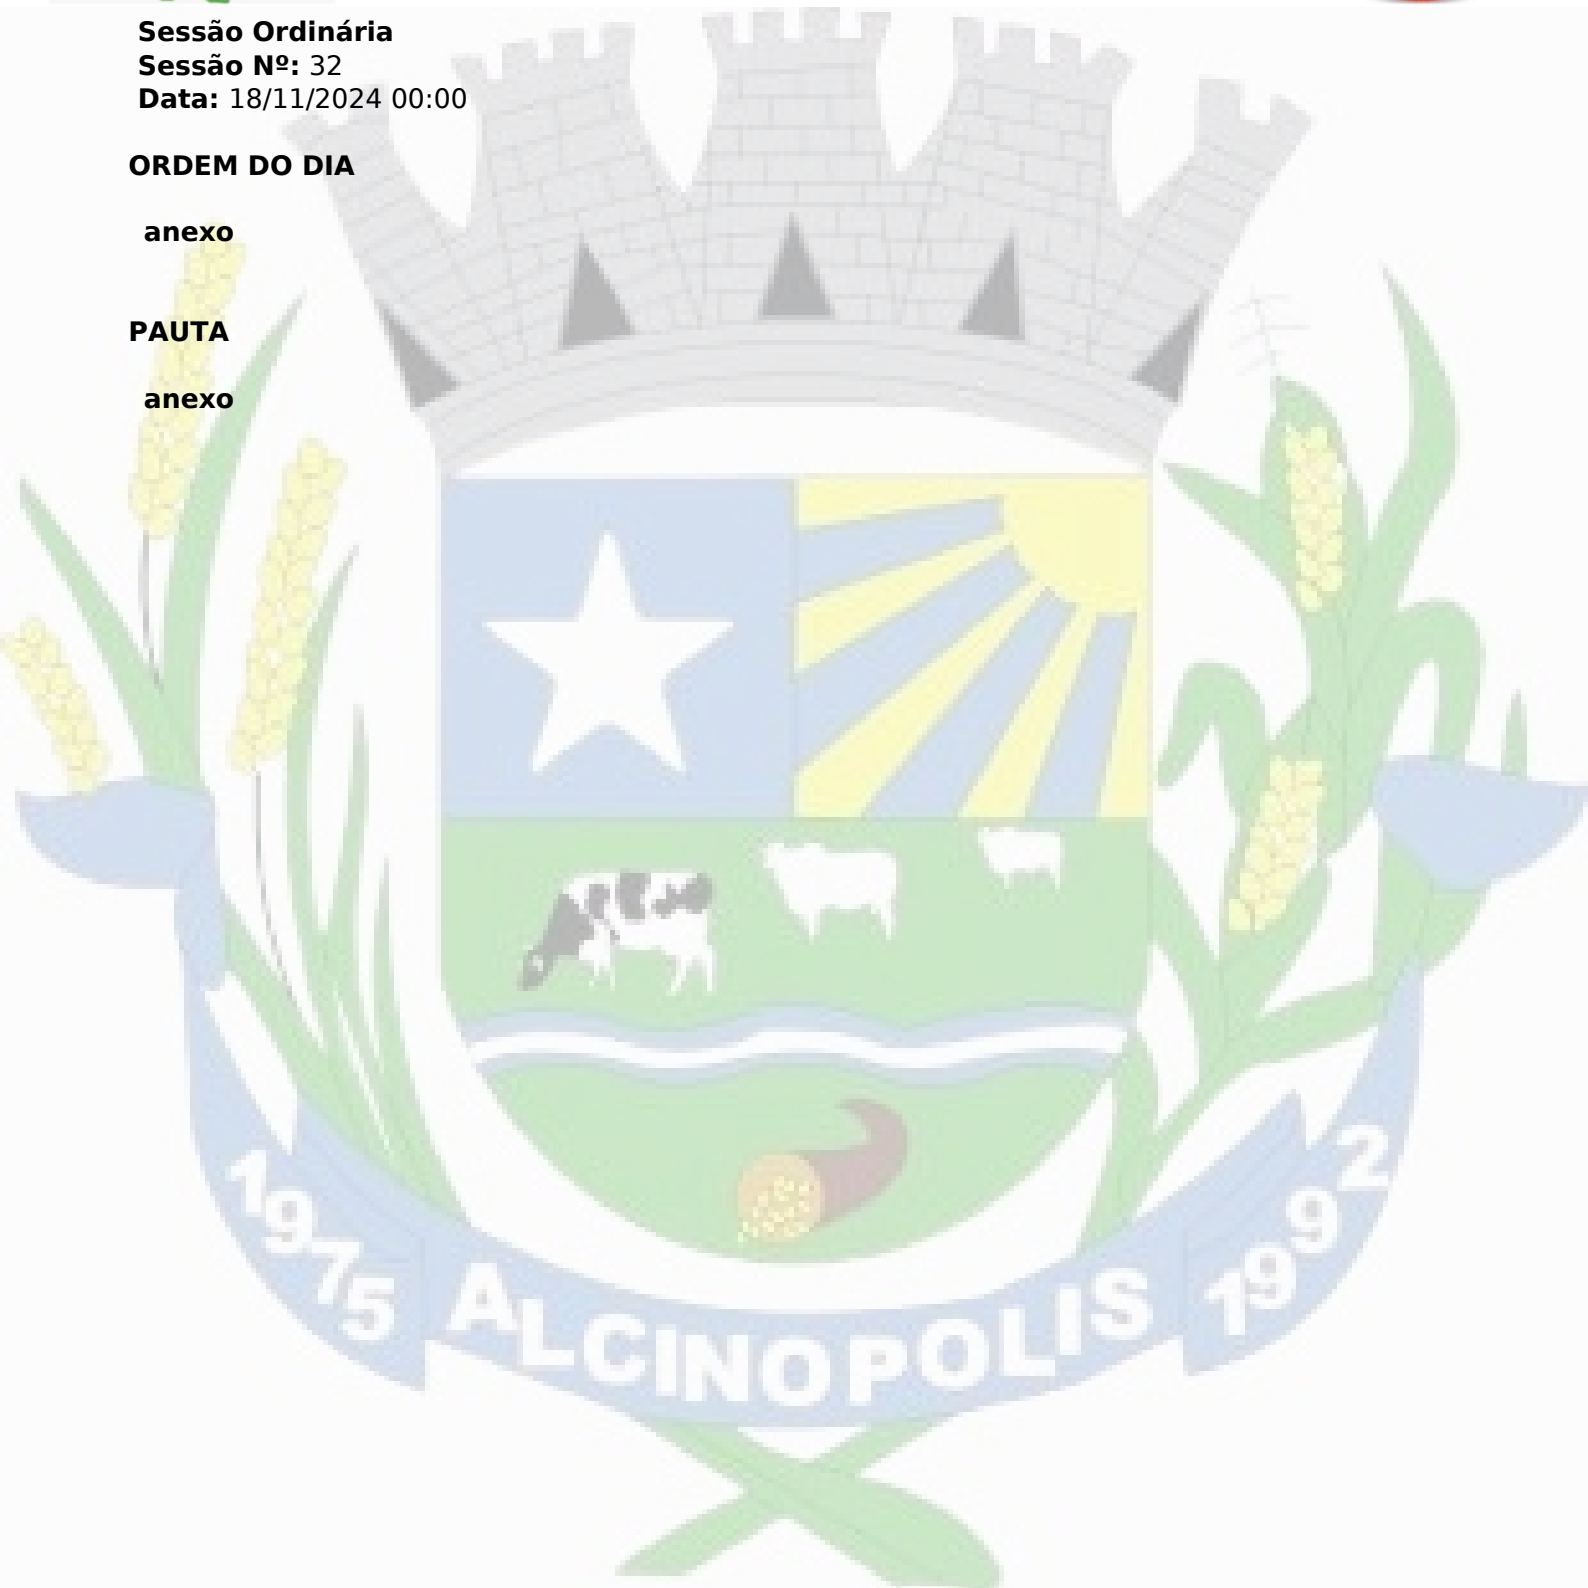 Sessão Ordinária
Sessão Nº: 32
Data: 18/11/2024 00:00
ORDEM DO DIA
anexo
PAUTA
anexo
1975 ALCINOPOLIS 1992